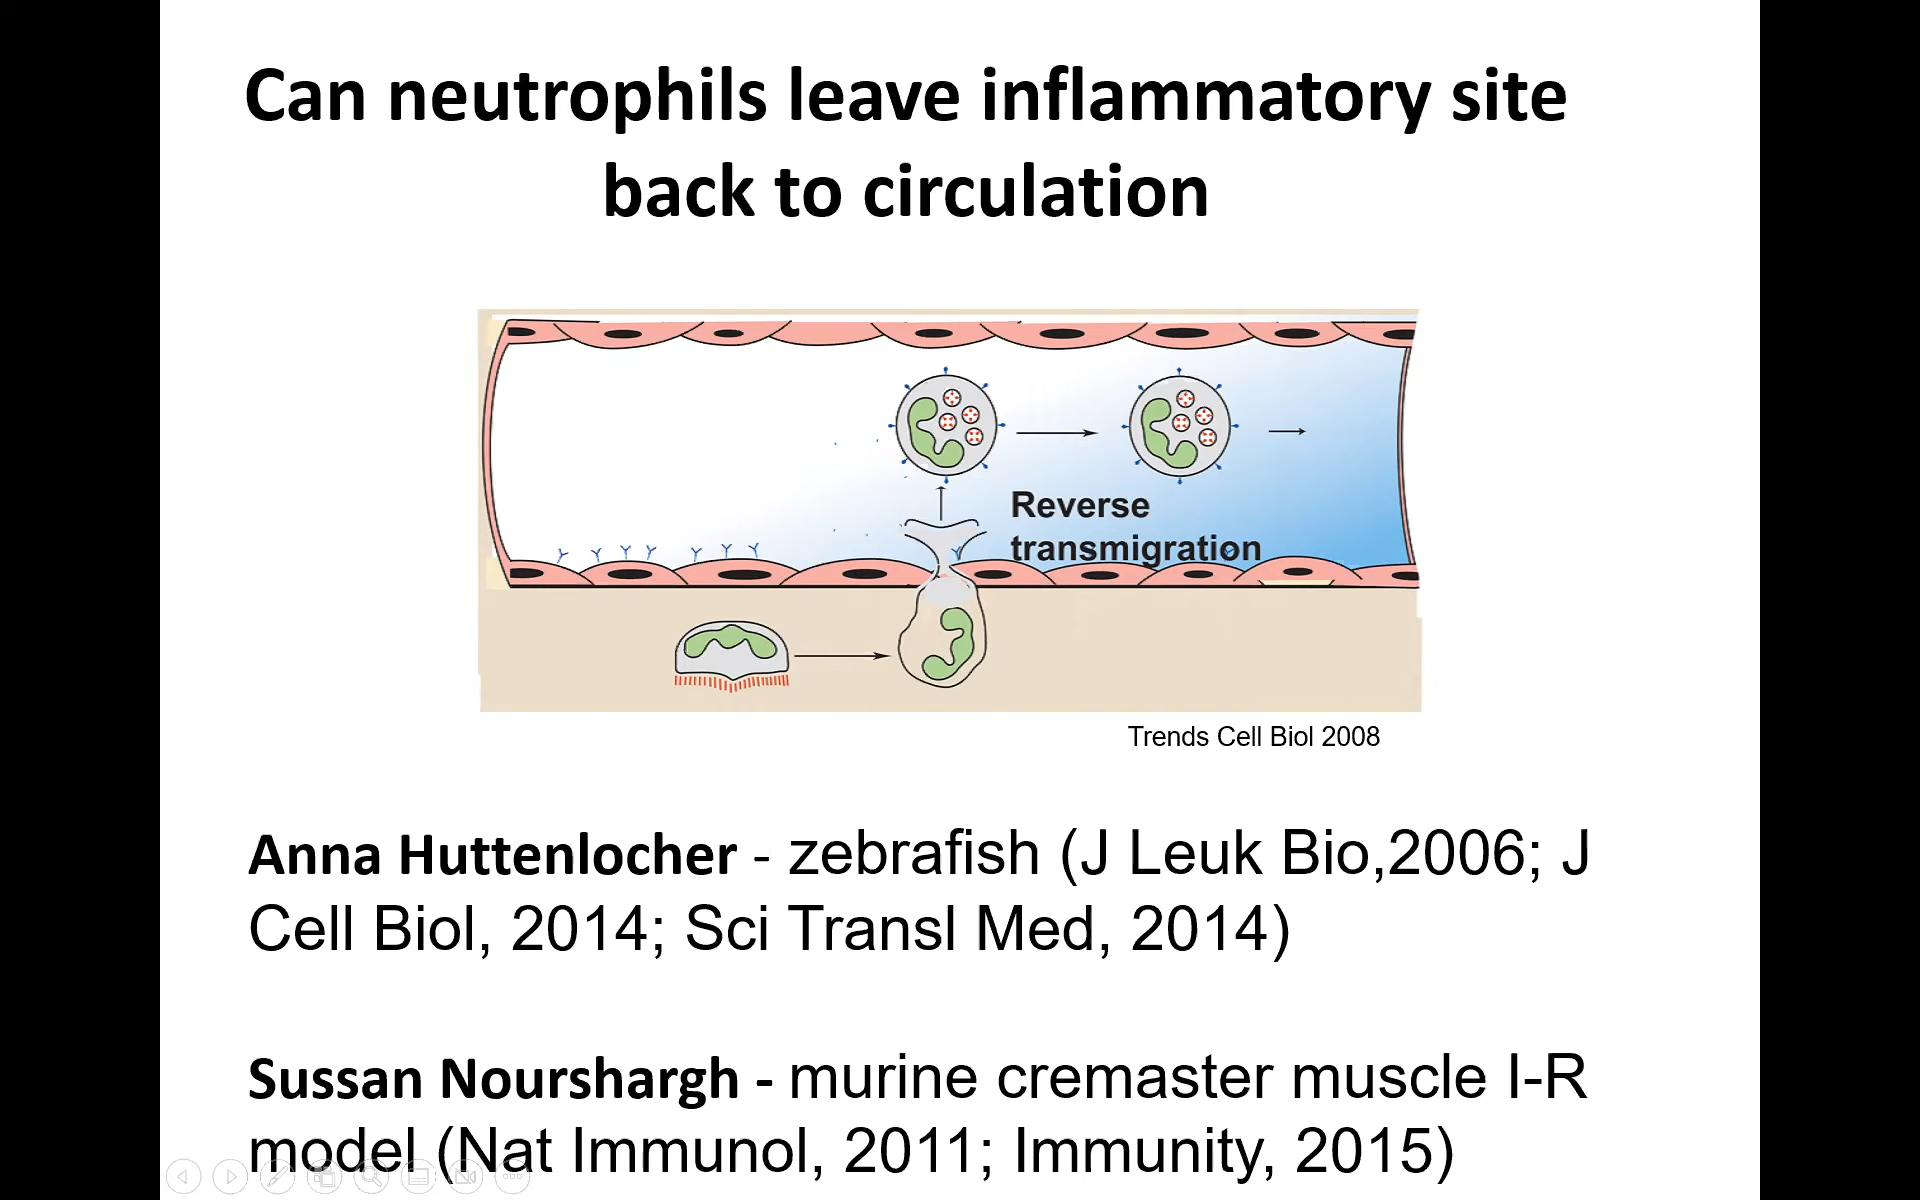 Can neutrophils leave inflammatory site
back to circulation
Reverse
transmigration
Trends Cell Biol 2008
Anna Huttenlocher - zebrafish (J Leuk Bio,2006; J
Cell Biol, 2014; Sci Transl Med, 2014)
Sussan Nourshargh - murine cremaster muscle I-R
model (Nat Immunol, 2011; Immunity, 2015)